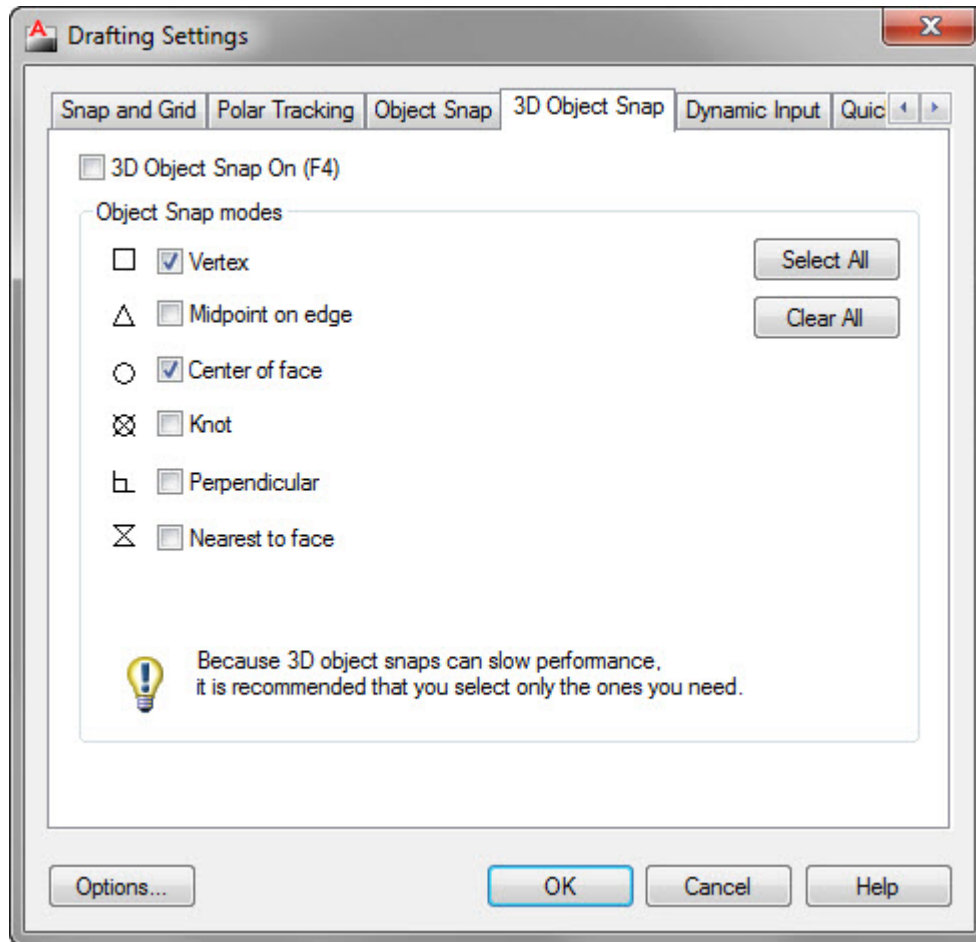 Drafting Settings
Snap and Grid Polar Tracking Object Snap 3D Object Snap Dynamic Input Quic
3D Object Snap On (F4)
Object Snap modes
Vertex
Select All
Midpoint on edge
Clear All
Center of face
Knot
Perpendicular
Nearest to face
Because 3D object snaps can slow performance,
it is recommended that you select only the ones you need.
Options... OK Cancel Help